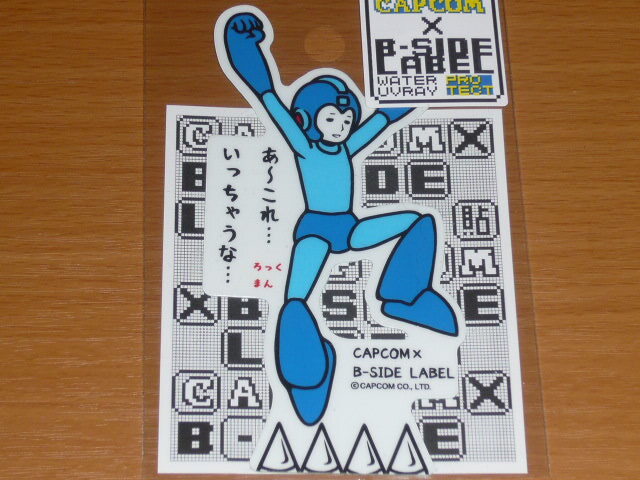 CAPCOM
X
B-SIDE
LABEL
WATER
UVRAY
PRO
TECT
あ～これ…
いっちゃうな…
ろっく
まん
CAPCOM×
B-SIDE LABEL
©CAPCOM CO., LTD.